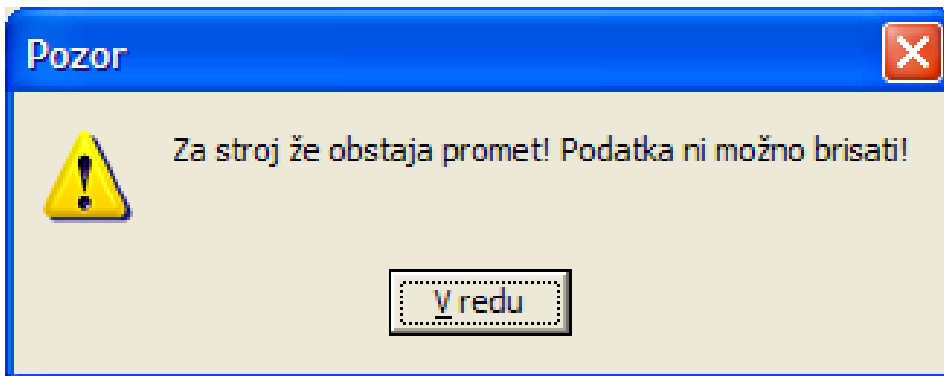 Pozor
Za stroj že obstaja promet! Podatka ni možno brisati!
V redu